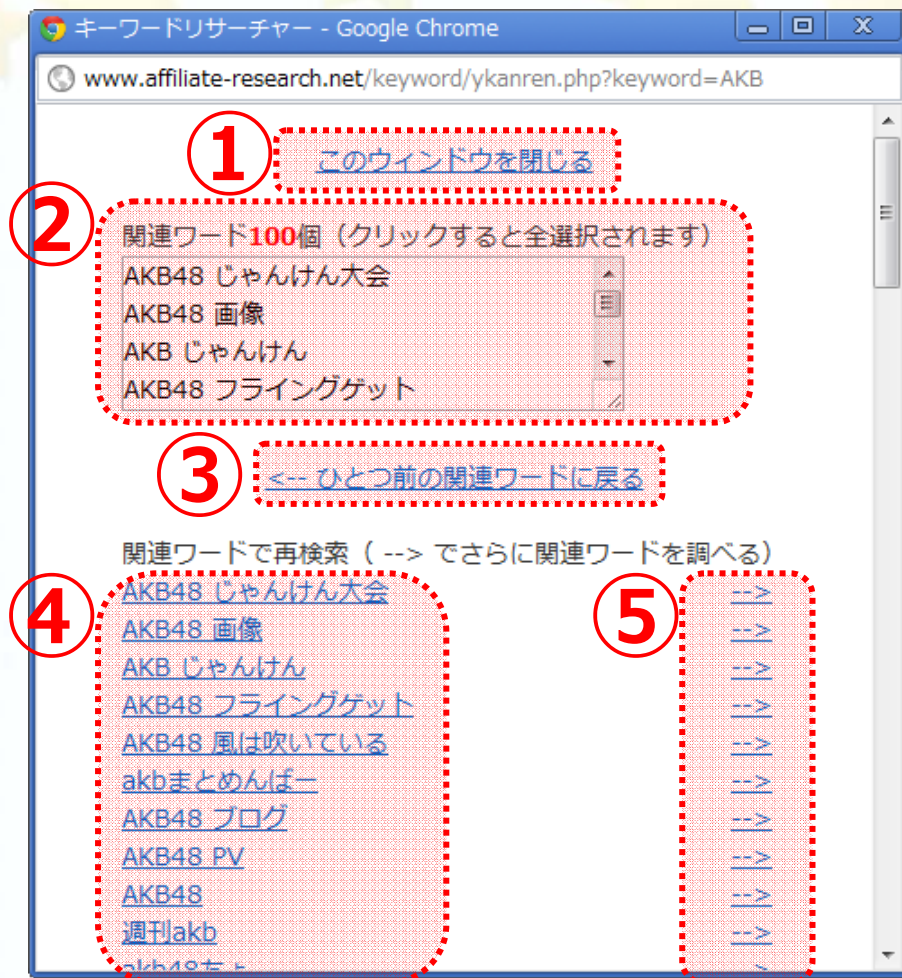 キーワードリサーチャー - Google Chrome
www.affiliate-research.net/keyword/ykanren.php?keyword=AKB
① このウィンドウを閉じる
②
関連ワード100個（クリックすると全選択されます）
AKB48 じゃんけん大会
AKB48 画像
AKB じゃんけん
AKB48 フライングゲット
③ <-- ひとつ前の関連ワードに戻る
関連ワードで再検索（ --> でさらに関連ワードを調べる）
④ AKB48 じゃんけん大会 ⑤ -->
AKB48 画像 -->
AKB じゃんけん -->
AKB48 フライングゲット -->
AKB48 風は吹いている -->
akbまとめんばー -->
AKB48 ブログ -->
AKB48 PV -->
AKB48 -->
週刊akb -->